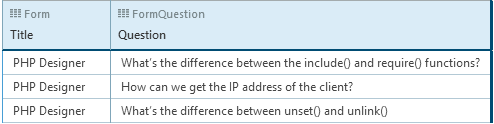 Form FormQuestion
Title Question
PHP Designer What's the difference between the include() and require() functions?
PHP Designer How can we get the IP address of the client?
PHP Designer What's the difference between unset() and unlink()